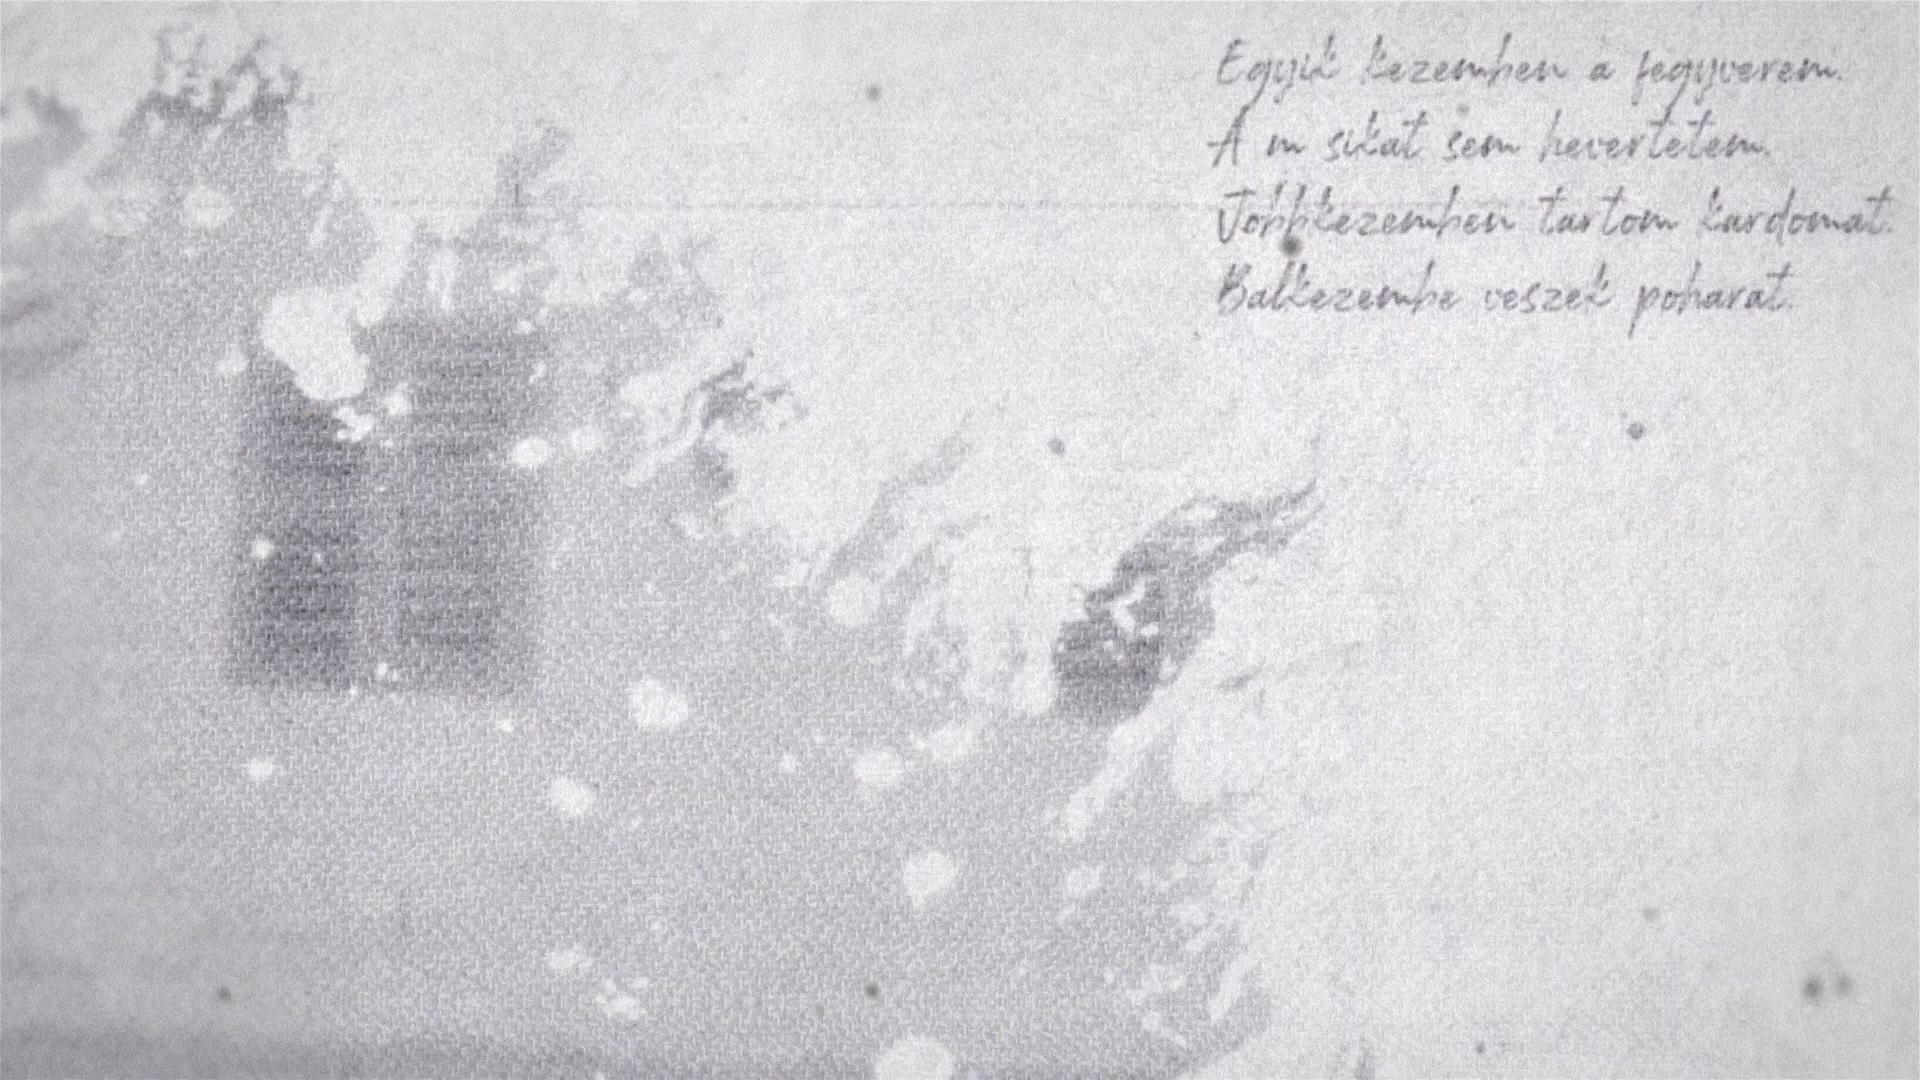 Egyik kezemben a fegyverem.
A m sikat sem hevertetem.
Jobbkezemben tartom kardomat.
Balkezembe veszek poharat.